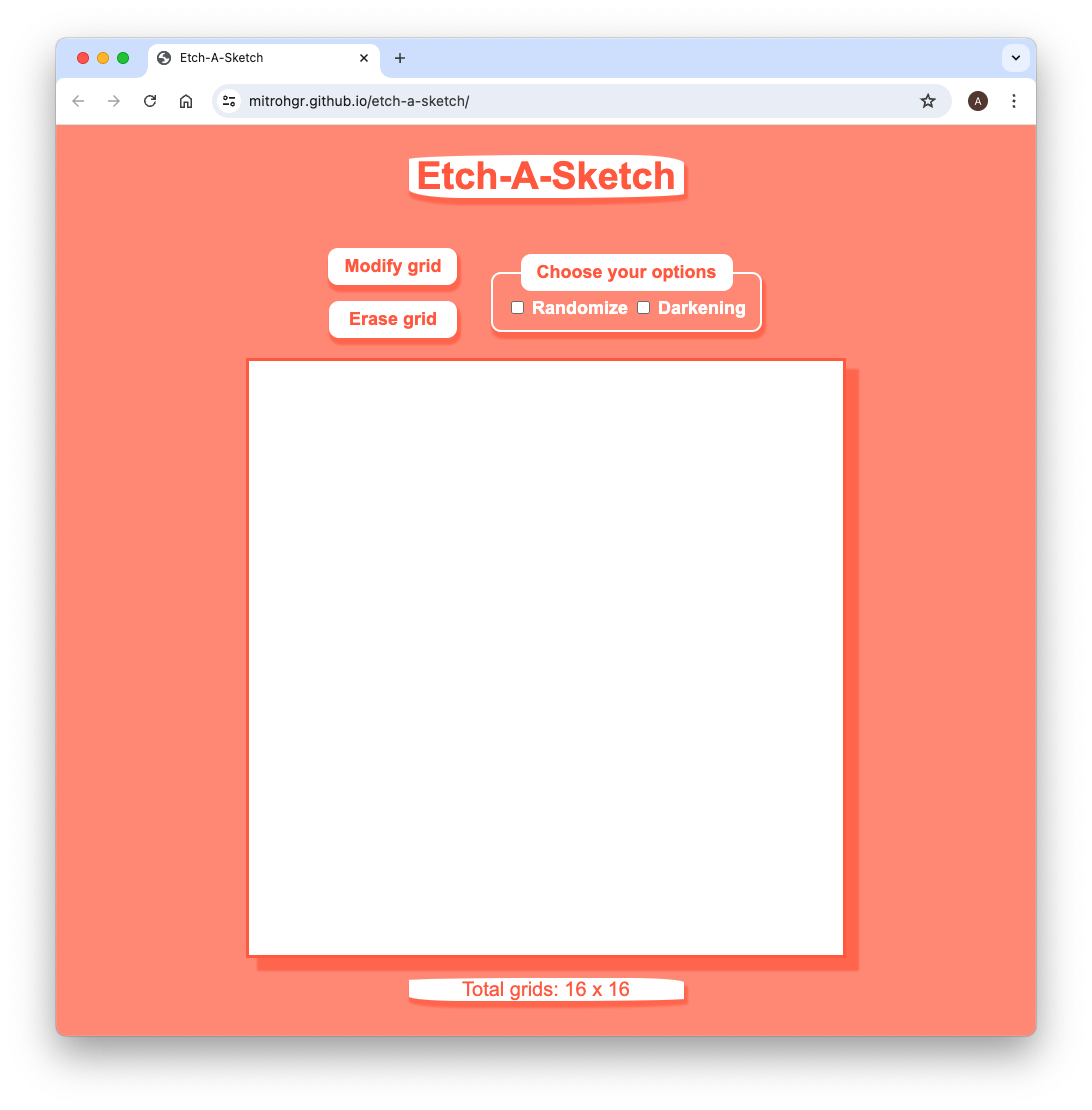 Etch-A-Sketch
mitrohgr.github.io/etch-a-sketch/
A
Etch-A-Sketch
Modify grid
Choose your options
Randomize Darkening
Erase grid
Total grids: 16 x 16